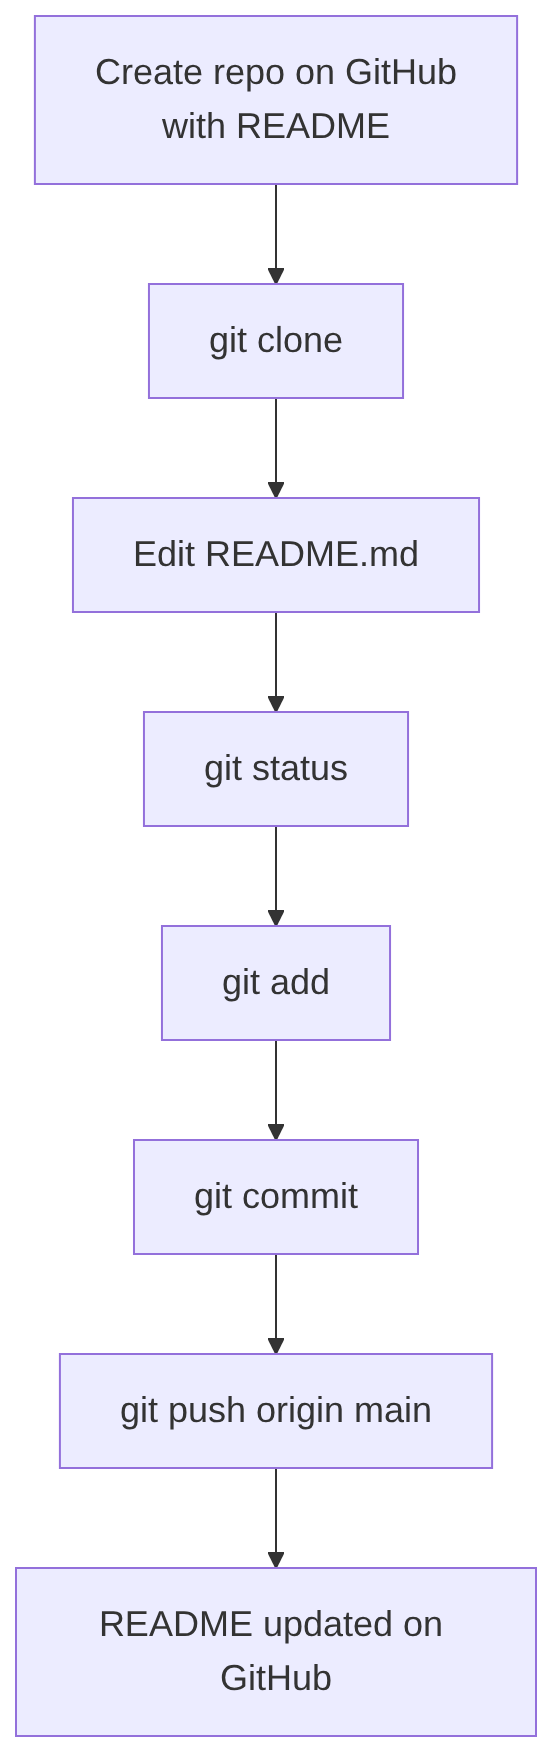 Create repo on GitHub
with README
git clone
Edit README.md
git status
git add
git commit
git push origin main
README updated on
GitHub